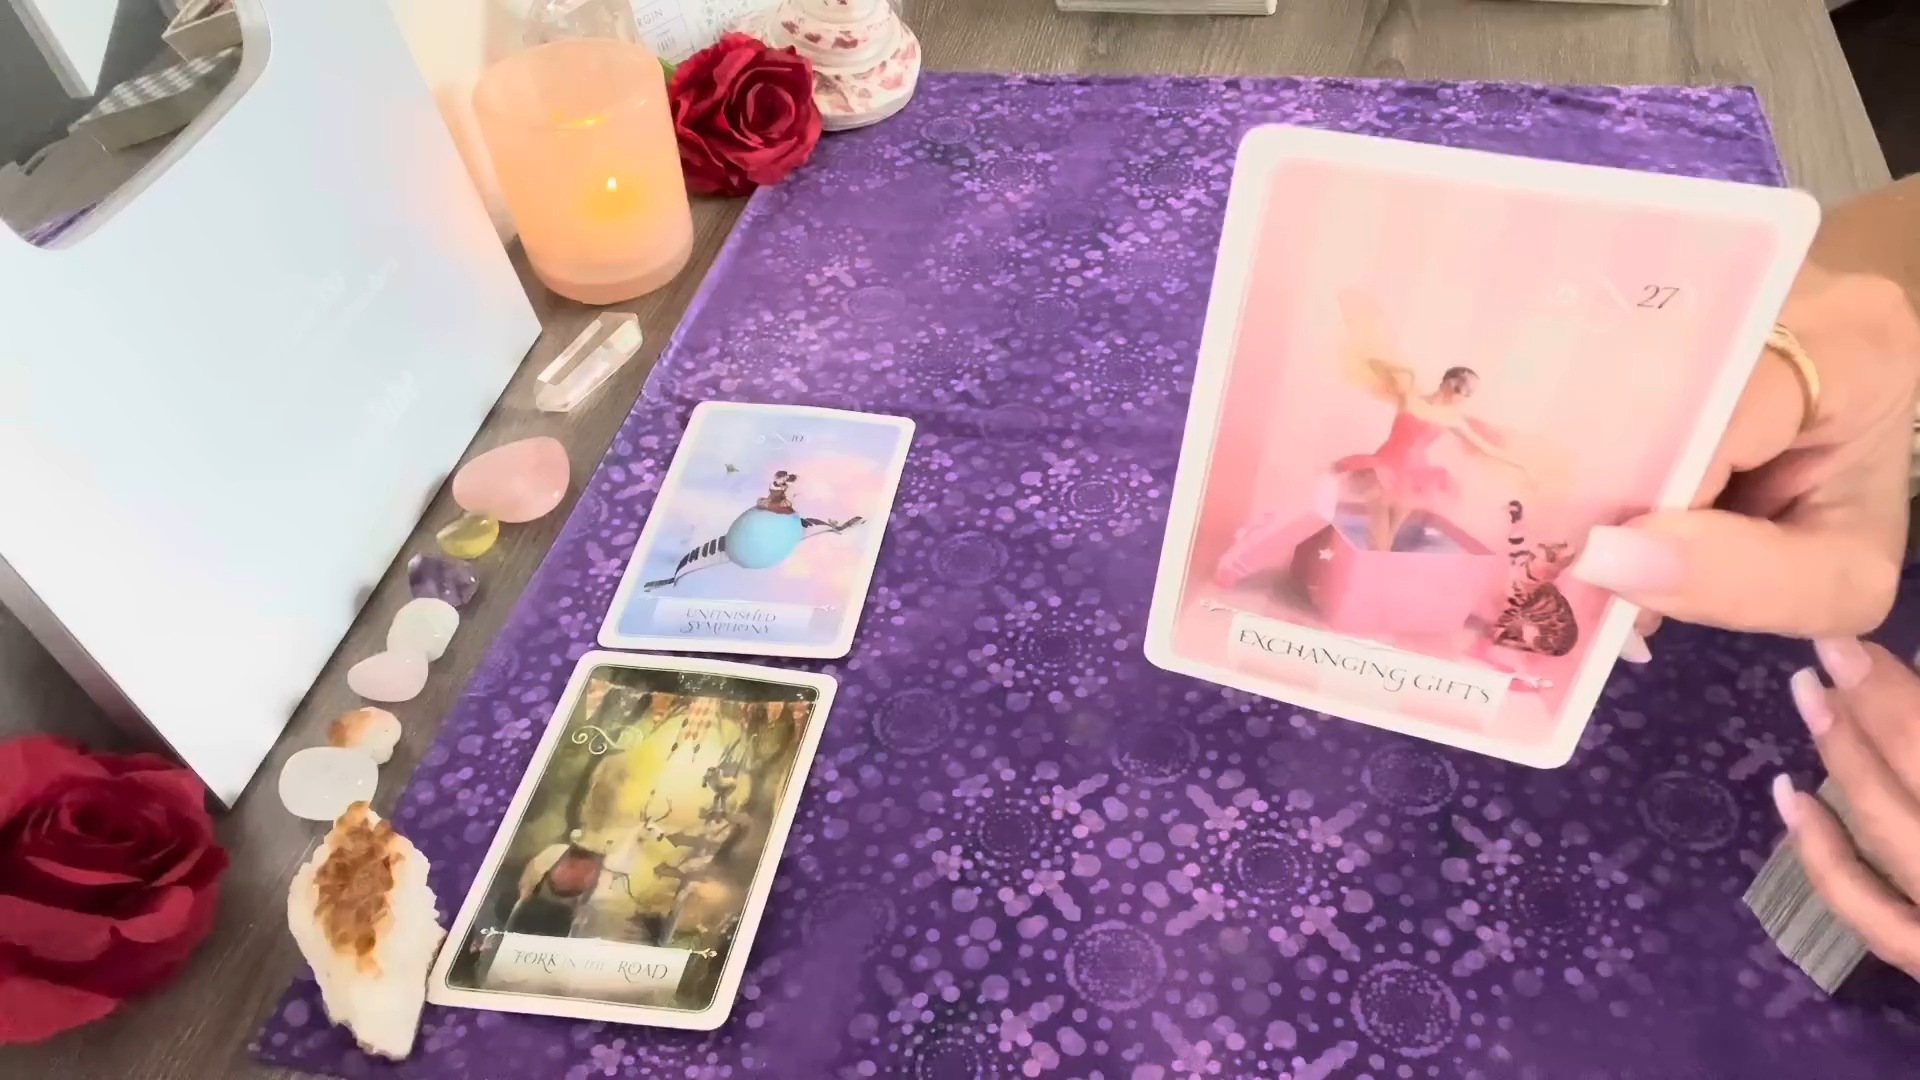 27
EXCHANGING GIFTS
UNFINISHED
SYMPHONY
FORK IN THE ROAD